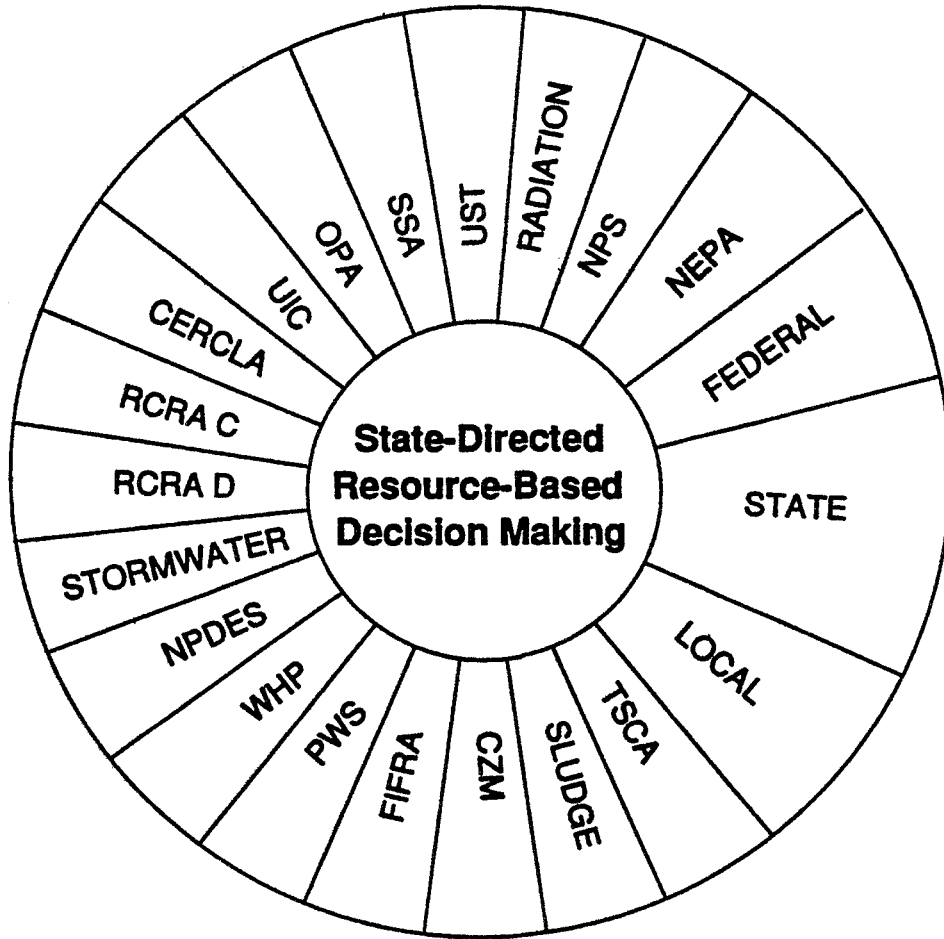 State-Directed
Resource-Based
Decision Making
UST
RADIATION
NPS
NEPA
FEDERAL
STATE
LOCAL
TSCA
SLUDGE
CZM
FIFRA
PWS
WHP
NPDES
STORMWATER
RCRA D
RCRA C
CERCLA
UIC
OPA
SSA